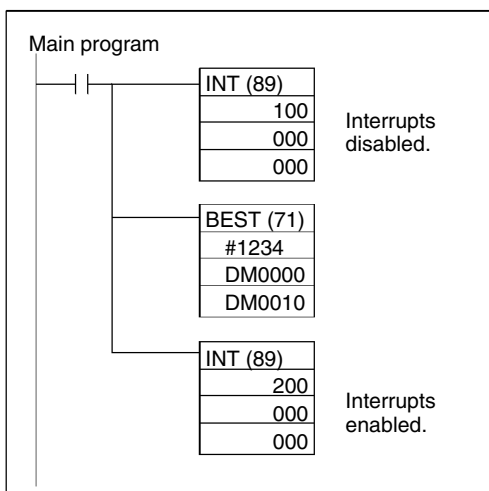 Main program
INT (89)
100
000
000
Interrupts
disabled.
BEST (71)
#1234
DM0000
DM0010
INT (89)
200
000
000
Interrupts
enabled.